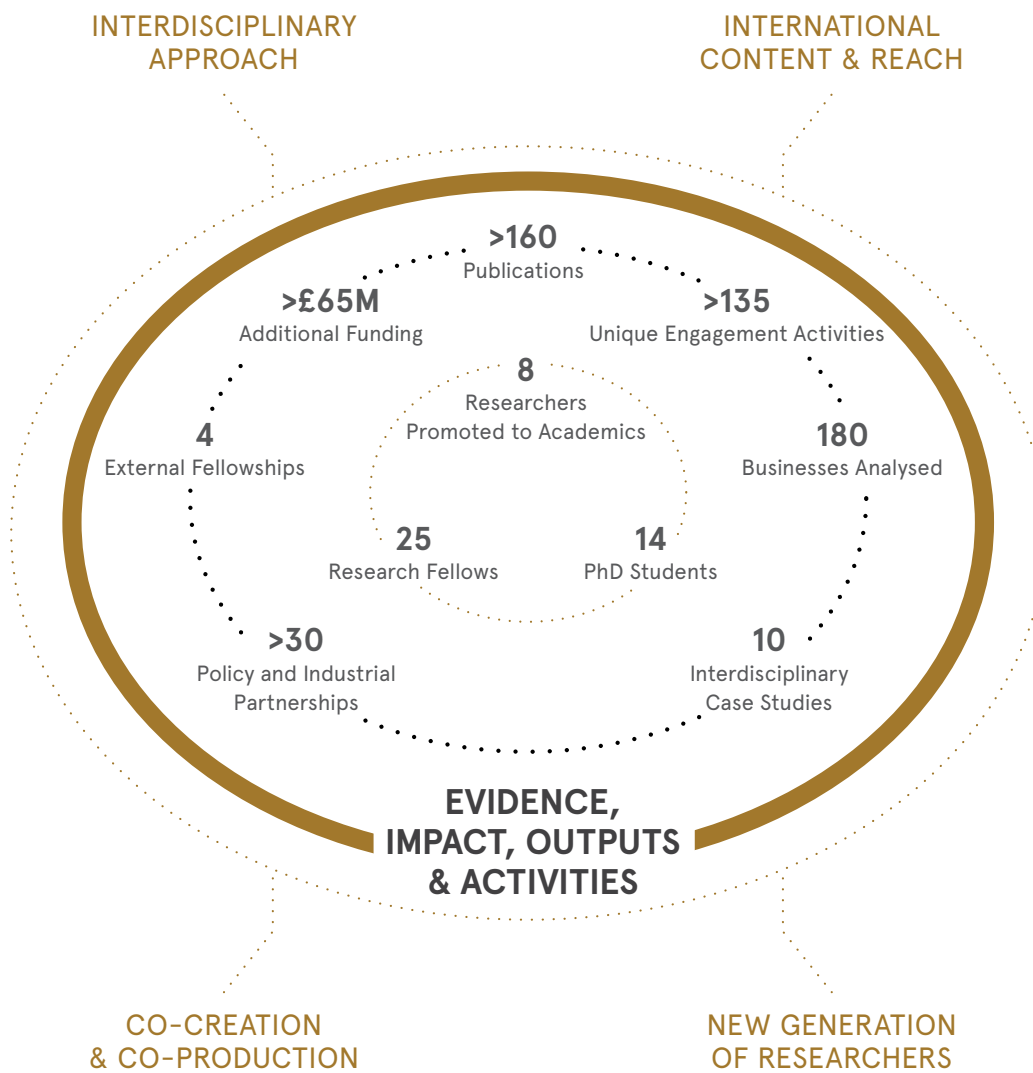 INTERDISCIPLINARY
APPROACH
INTERNATIONAL
CONTENT & REACH
>160
Publications
>£65M
Additional Funding
>135
Unique Engagement Activities
8
Researchers
Promoted to Academics
4
External Fellowships
180
Businesses Analysed
25
Research Fellows
14
PhD Students
>30
Policy and Industrial
Partnerships
10
Interdisciplinary
Case Studies
EVIDENCE,
IMPACT, OUTPUTS
& ACTIVITIES
CO-CREATION
& CO-PRODUCTION
NEW GENERATION
OF RESEARCHERS